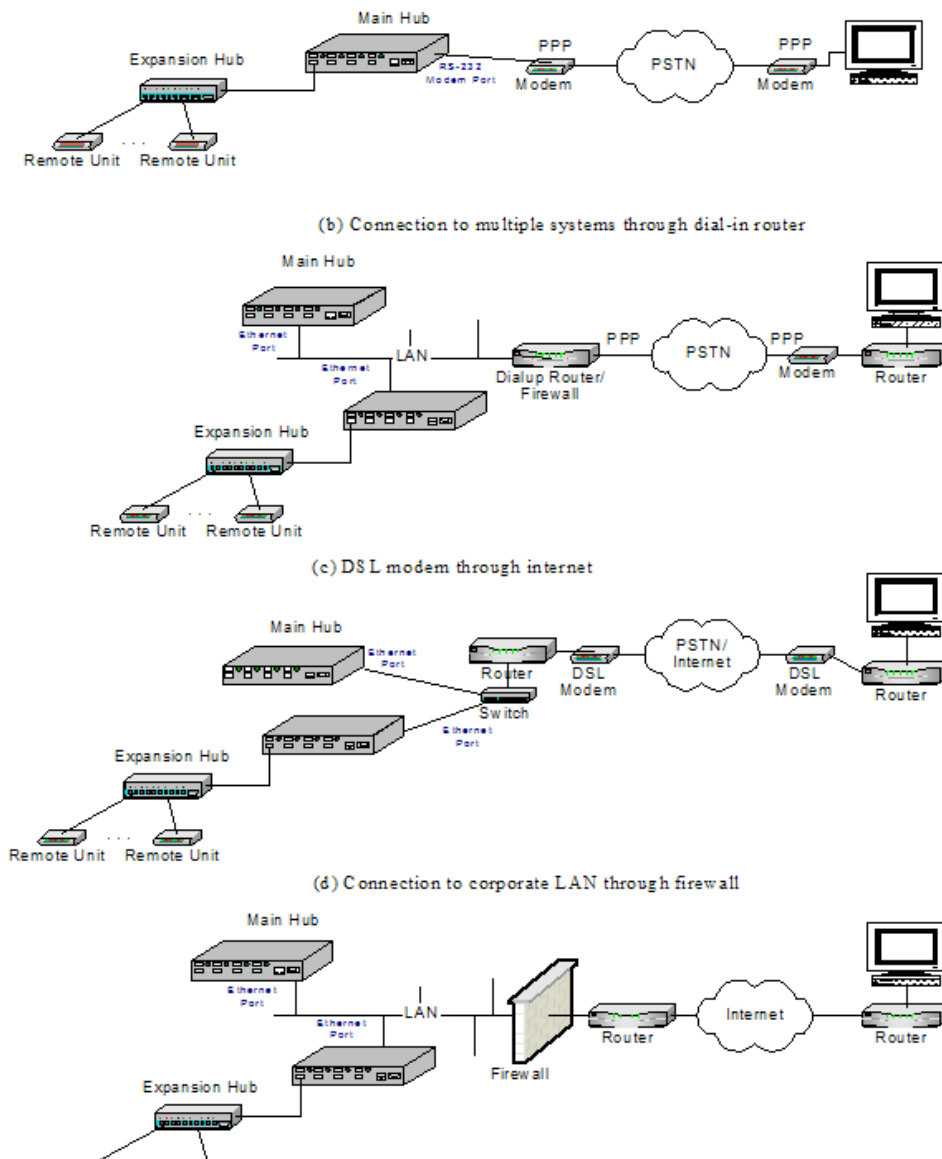 Main Hub
Expansion Hub
PPP
PPP
RS-232
Modem Port
Modem
PSTN
Modem
Remote Unit
. . .
Remote Unit
(b) Connection to multiple systems through dial-in router
Main Hub
Ethernet
Port
LAN
PPP
PSTN
PPP
Ethernet
Port
Dialup Router/
Firewall
Modem
Router
Expansion Hub
Remote Unit
. . .
Remote Unit
(c) DSL modem through internet
Main Hub
Ethernet
Port
Router
DSL
Modem
PSTN/
Internet
DSL
Modem
Router
Switch
Ethernet
Port
Expansion Hub
Remote Unit
. . .
Remote Unit
(d) Connection to corporate LAN through firewall
Main Hub
Ethernet
Port
LAN
Internet
Ethernet
Port
Router
Router
Firewall
Expansion Hub